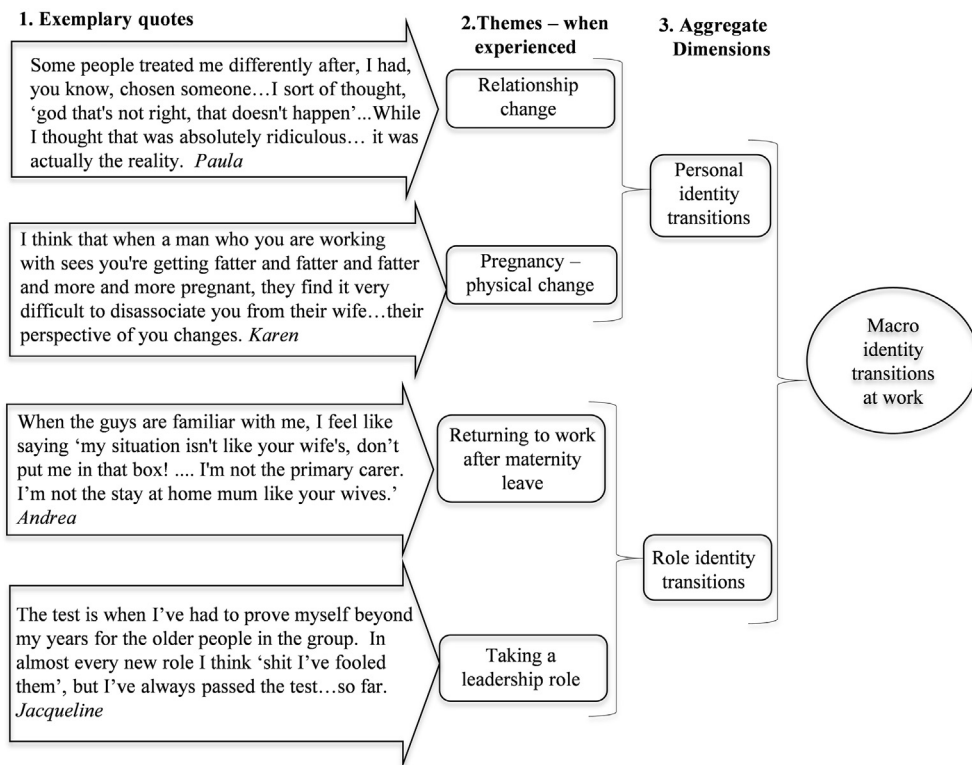 1. Exemplary quotes
2.Themes – when
experienced
3. Aggregate
Dimensions
Some people treated me differently after, I had,
you know, chosen someone…I sort of thought,
‘god that's not right, that doesn't happen’...While
I thought that was absolutely ridiculous… it was
actually the reality. Paula
Relationship
change
I think that when a man who you are working
with sees you're getting fatter and fatter and fatter
and more and more pregnant, they find it very
difficult to disassociate you from their wife…their
perspective of you changes. Karen
Pregnancy –
physical change
Personal
identity
transitions
When the guys are familiar with me, I feel like
saying ‘my situation isn't like your wife's, don’t
put me in that box! .... I'm not the primary carer.
I’m not the stay at home mum like your wives.’
Andrea
Returning to work
after maternity
leave
The test is when I’ve had to prove myself beyond
my years for the older people in the group. In
almost every new role I think ‘shit I’ve fooled
them’, but I’ve always passed the test…so far.
Jacqueline
Taking a
leadership role
Role identity
transitions
Macro
identity
transitions
at work